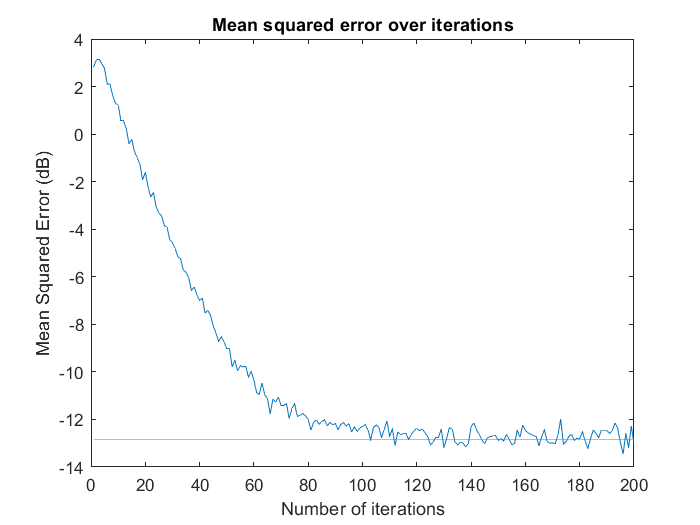 Mean squared error over iterations
4
2
0
-2
-4
-6
-8
-10
-12
-14
Mean Squared Error (dB)
0 20 40 60 80 100 120 140 160 180 200
Number of iterations